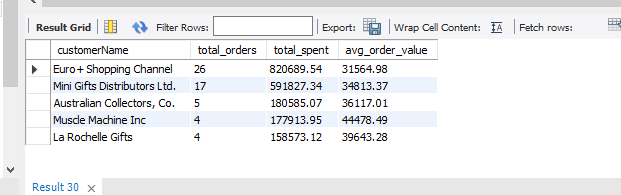 Result Grid Filter Rows: Export: Wrap Cell Content: IA Fetch rows:
customerName total_orders total_spent avg_order_value
Euro+ Shopping Channel 26 820689.54 31564.98
Mini Gifts Distributors Ltd. 17 591827.34 34813.37
Australian Collectors, Co. 5 180585.07 36117.01
Muscle Machine Inc 4 177913.95 44478.49
La Rochelle Gifts 4 158573.12 39643.28
Result 30 ×